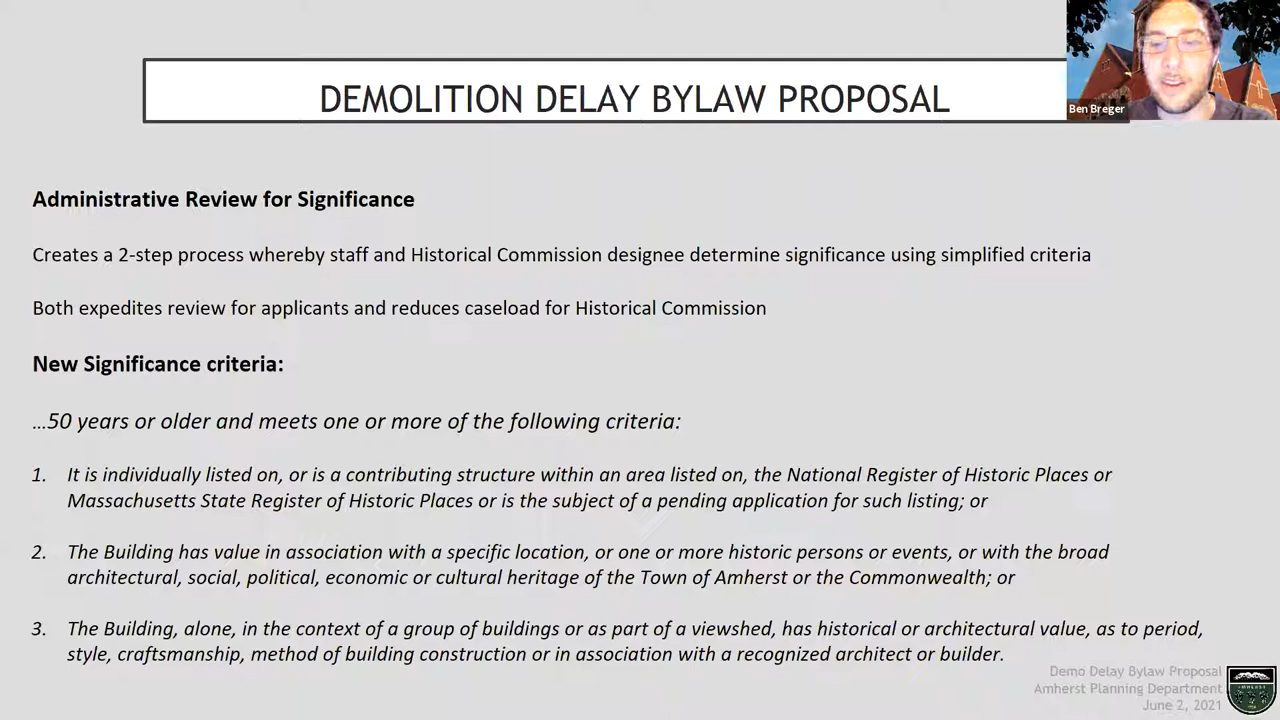 DEMOLITION DELAY BYLAW PROPOSAL
Ben Breger
Administrative Review for Significance
Creates a 2-step process whereby staff and Historical Commission designee determine significance using simplified criteria
Both expedites review for applicants and reduces caseload for Historical Commission
New Significance criteria:
…50 years or older and meets one or more of the following criteria:
1. It is individually listed on, or is a contributing structure within an area listed on, the National Register of Historic Places or
Massachusetts State Register of Historic Places or is the subject of a pending application for such listing; or
2. The Building has value in association with a specific location, or one or more historic persons or events, or with the broad
architectural, social, political, economic or cultural heritage of the Town of Amherst or the Commonwealth; or
3. The Building, alone, in the context of a group of buildings or as part of a viewshed, has historical or architectural value, as to period,
style, craftsmanship, method of building construction or in association with a recognized architect or builder.
Demo Delay Bylaw Proposal
Amherst Planning Department
June 2, 2021